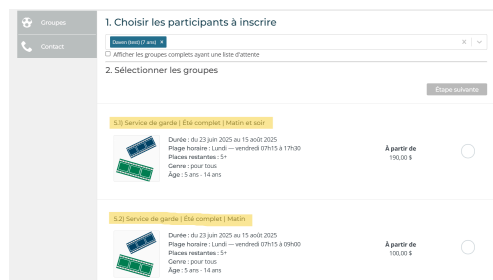 Groupes
Contact
1. Choisir les participants à inscrire
Daven (test) (7 ans) ×
Afficher les groupes complets ayant une liste d'attente
2. Sélectionner les groupes
Étape suivante
5.1) Service de garde | Été complet | Matin et soir
Durée : du 23 juin 2025 au 15 août 2025
Plage horaire : Lundi — vendredi 07h15 à 17h30
Places restantes : 5+
Genre : pour tous
Âge : 5 ans - 14 ans
À partir de
190,00 $
5.2) Service de garde | Été complet | Matin
Durée : du 23 juin 2025 au 15 août 2025
Plage horaire : Lundi — vendredi 07h15 à 09h00
Places restantes : 5+
Genre : pour tous
Âge : 5 ans - 14 ans
À partir de
100,00 $